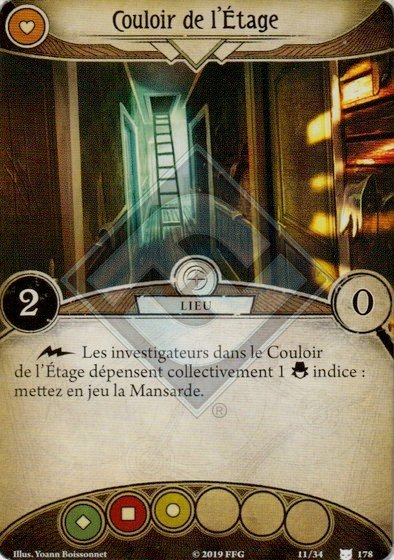 Couloir de l'Étage
2
LIEU
0
Les investigateurs dans le Couloir
de l'Étage dépensent collectivement 1 indice :
mettez en jeu la Mansarde.
®
Illus. Yoann Boissonnet
© 2019 FFG
11/34
178